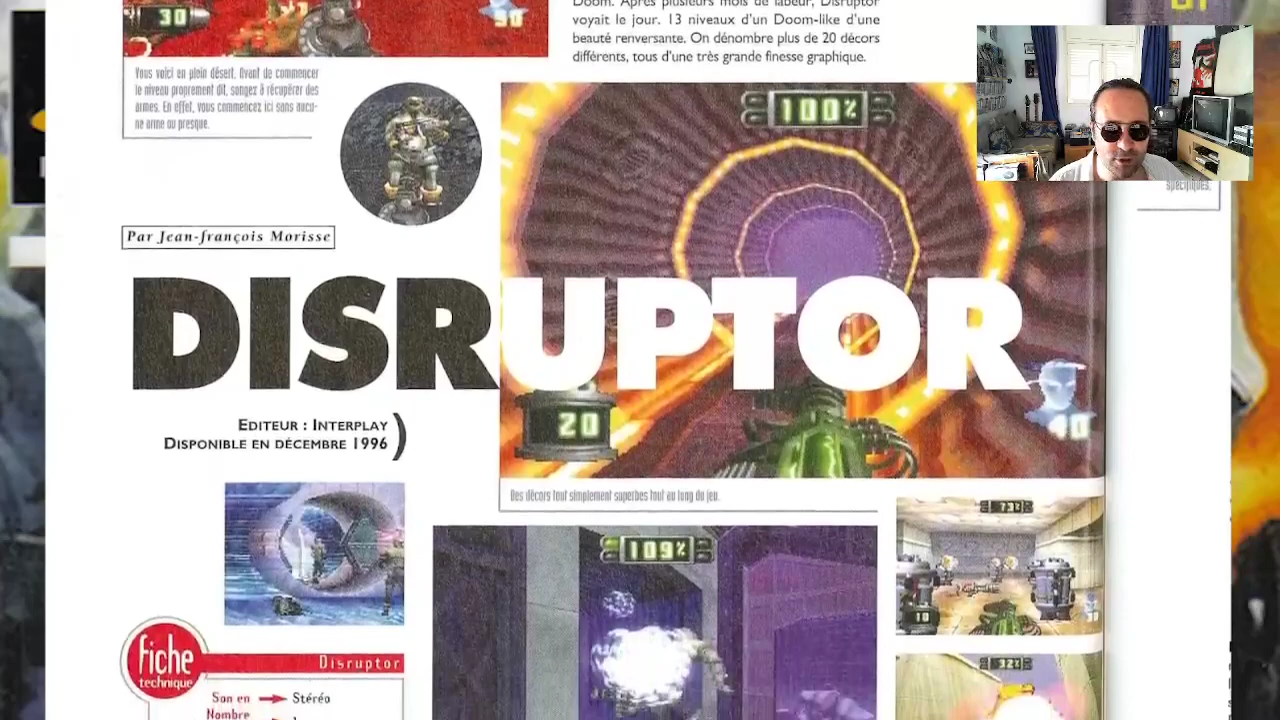 30
50
Doom. Après plusieurs mois de labeur, Disruptor
voyait le jour. 13 niveaux d'un Doom-like d'une
beauté renversante. On dénombre plus de 20 décors
différents, tous d'une très grande finesse graphique.
Vous voici en plein désert. Avant de commencer
le niveau proprement dit, songez à récupérer des
armes. En effet, vous commencez ici sans aucu-
ne arme ou presque.
100%
spécifiques.
Par Jean-françois Morisse
DISRUPTOR
20
40
Editeur : Interplay
Disponible en décembre 1996
Des décors tout simplement superbes tout au long du jeu.
73%
109%
10
32%
fiche
technique
Disruptor
Son en
Stéréo
Nombre